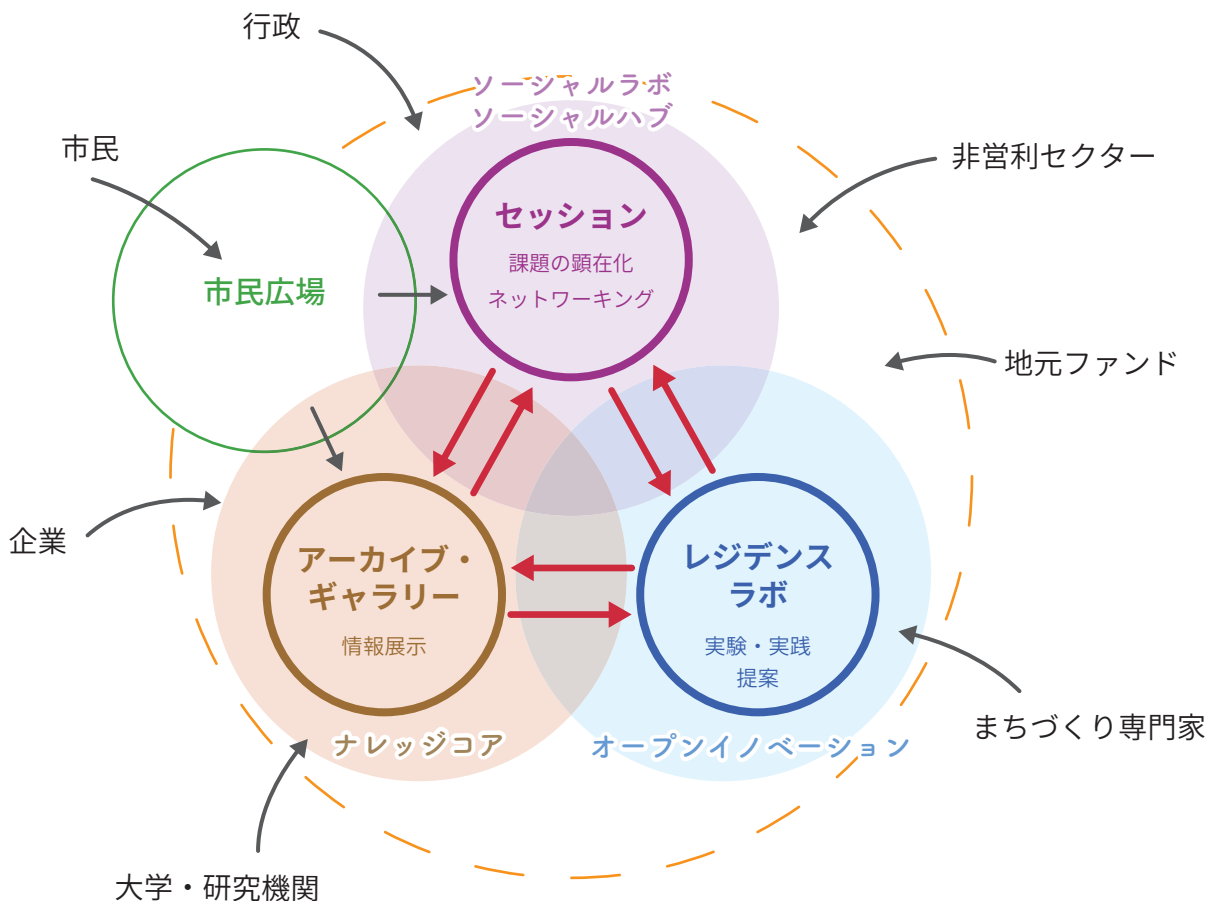 行政
ソーシャルラボ
ソーシャルハブ
市民
非営利セクター
セッション
課題の顕在化
ネットワーキング
市民広場
地元ファンド
企業
アーカイブ・
ギャラリー
情報展示
レジデンス
ラボ
実験・実践
提案
まちづくり専門家
ナレッジコア
オープンイノベーション
大学・研究機関